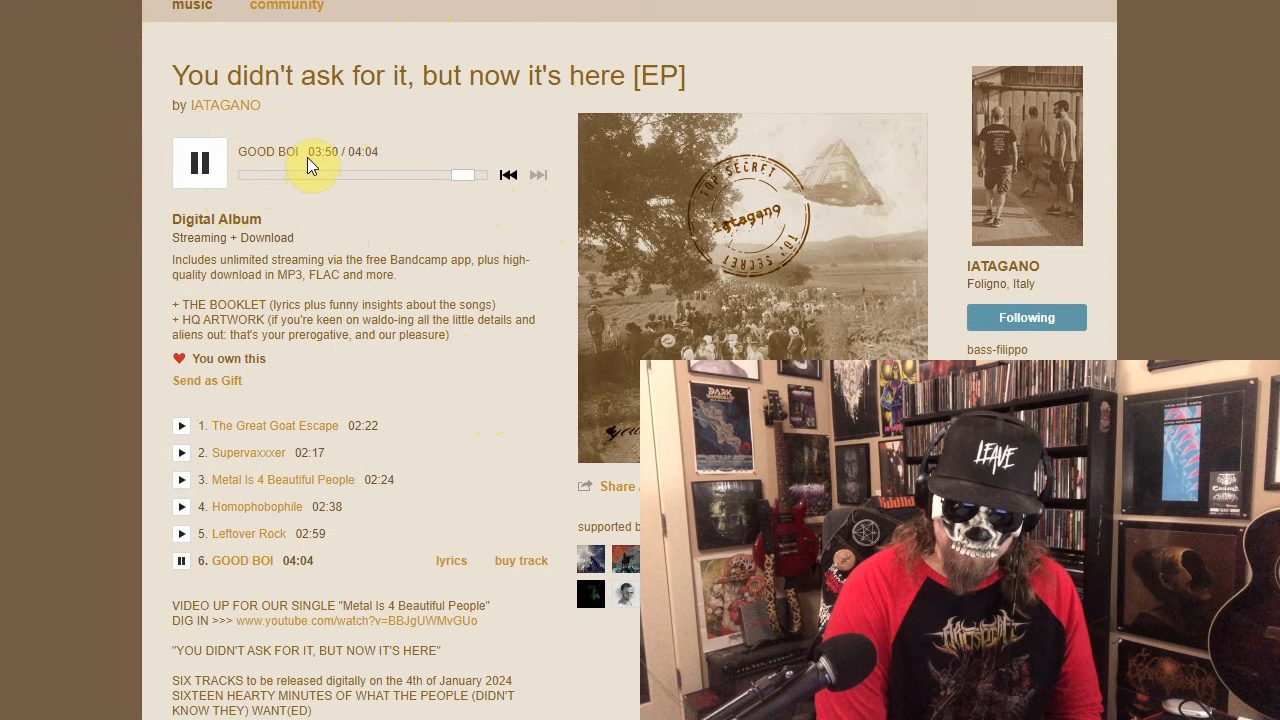 music
community
You didn't ask for it, but now it's here [EP]
by IATAGANO
GOOD BOI 03:50 / 04:04
Digital Album
Streaming + Download
Includes unlimited streaming via the free Bandcamp app, plus high-
quality download in MP3, FLAC and more.
+ THE BOOKLET (lyrics plus funny insights about the songs)
+ HQ ARTWORK (if you're keen on waldo-ing all the little details and
aliens out: that's your prerogative, and our pleasure)
You own this
Send as Gift
1. The Great Goat Escape 02:22
2. Supervaxxxer 02:17
3. Metal Is 4 Beautiful People 02:24
4. Homophobophile 02:38
5. Leftover Rock 02:59
6. GOOD BOI 04:04 lyrics buy track
VIDEO UP FOR OUR SINGLE "Metal Is 4 Beautiful People"
DIG IN >>> www.youtube.com/watch?v=BBJgUWMvGUo
"YOU DIDN'T ASK FOR IT, BUT NOW IT'S HERE"
SIX TRACKS to be released digitally on the 4th of January 2024
SIXTEEN HEARTY MINUTES OF WHAT THE PEOPLE (DIDN'T
KNOW THEY) WANT(ED)
TOP SECRET
iatagano
TOP SECRET
Share
supported b
IATAGANO
Foligno, Italy
Following
bass-filippo
LEAVE